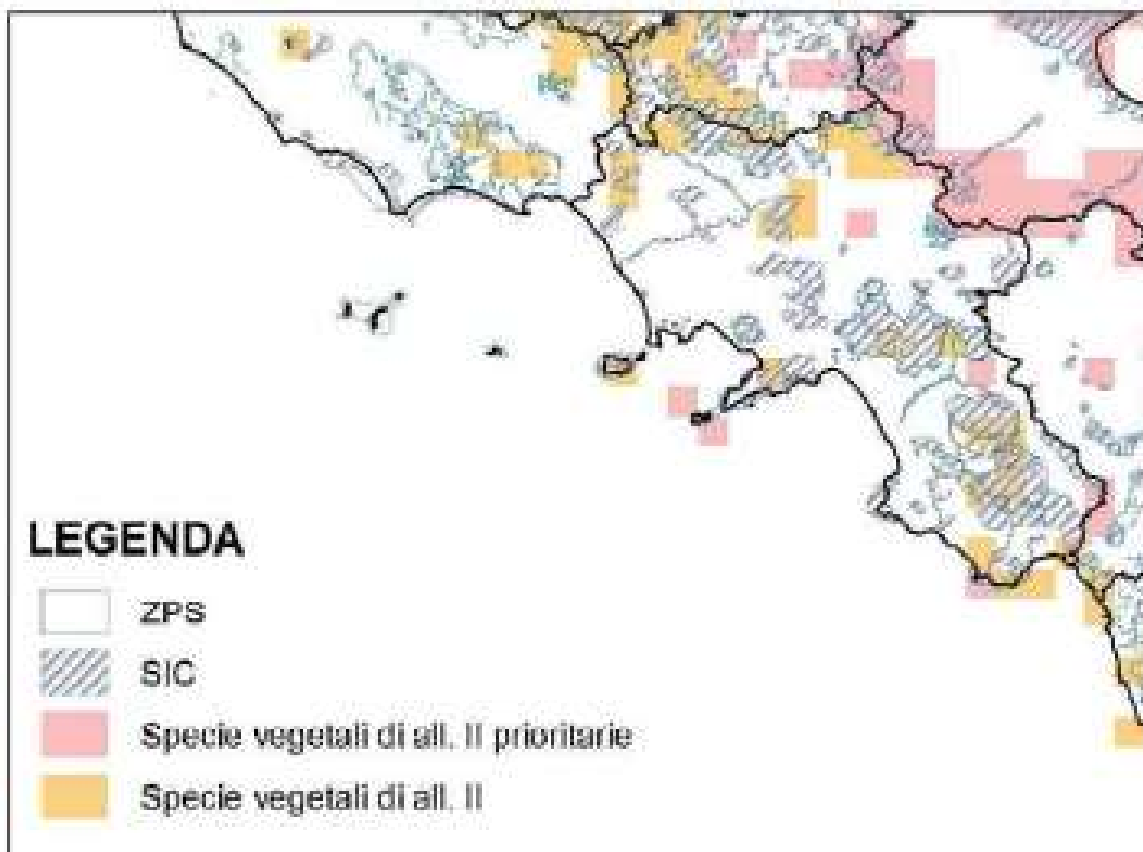 LEGENDA
ZPS
SIC
Specie vegetali di all. II prioritarie
Specie vegetali di all. II